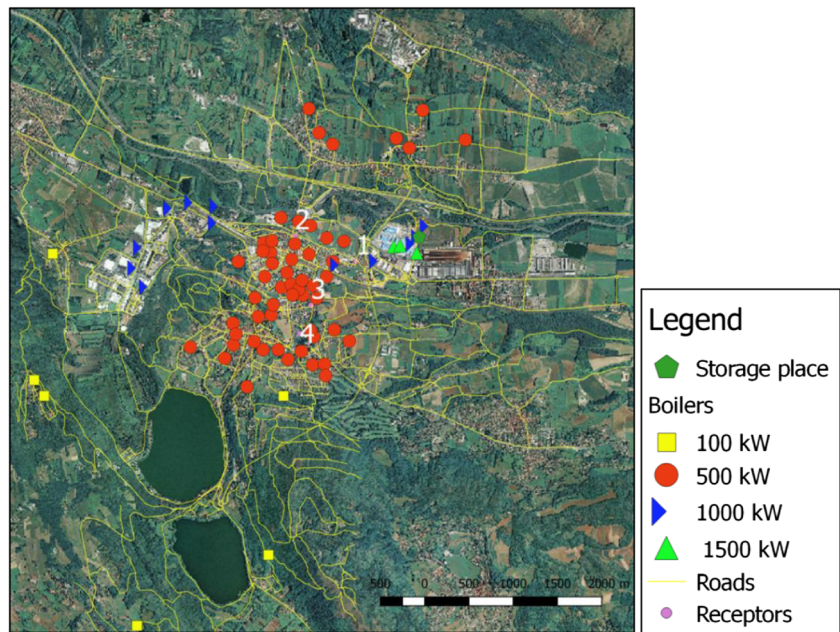 2
1
3
4
500 0 500 1000 1500 2000 m
Legend
Storage place
Boilers
100 kW
500 kW
1000 kW
1500 kW
Roads
Receptors